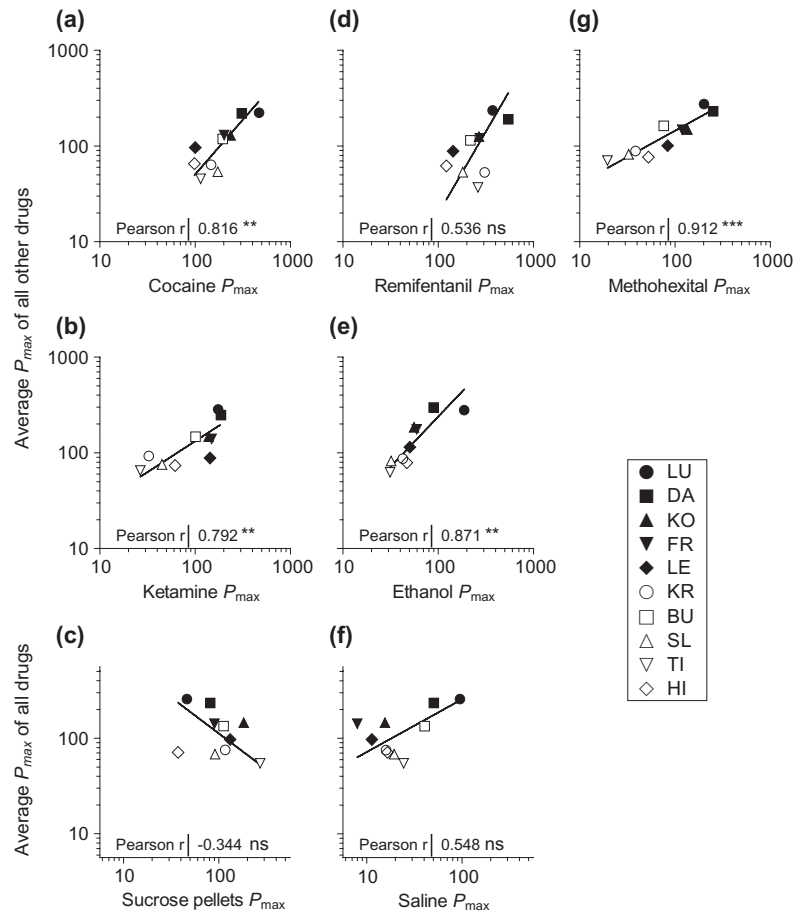 (a)
(d)
(g)
1000
100
10
Pearson r 0.816 **
Pearson r 0.536 ns
Pearson r 0.912 ***
10 100 1000
10 100 1000
10 100 1000
Cocaine Pmax
Remifentanil Pmax
Methohexital Pmax
Average Pmax of all other drugs
(b)
(e)
1000
100
10
Pearson r 0.792 **
Pearson r 0.871 **
10 100 1000
10 100 1000
Ketamine Pmax
Ethanol Pmax
(c)
(f)
Average Pmax of all drugs
100
10
Pearson r -0.344 ns
Pearson r 0.548 ns
10 100
10 100
Sucrose pellets Pmax
Saline Pmax
LU
DA
KO
FR
LE
KR
BU
SL
TI
HI